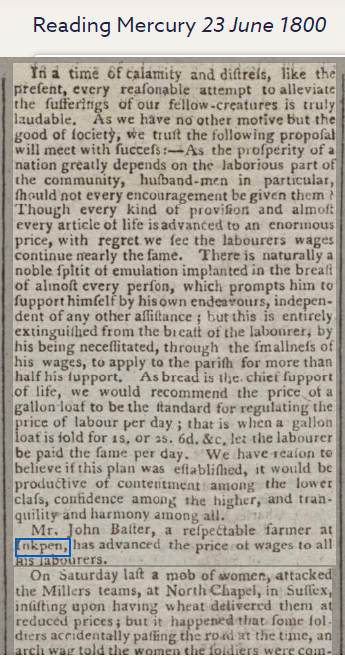 Reading Mercury 23 June 1800
In a time of calamity and diſtreſs, like the
preſent, every reaſonable attempt to alleviate
the ſufferings of our fellow-creatures is truly
laudable. As we have no other motive but the
good of ſociety, we truſt the following propoſal
will meet with ſucceſs:—As the proſperity of a
nation greatly depends on the laborious part of
the community, huſband-men in particular,
ſhould not every encouragement be given them?
Though every kind of proviſion and almoſt
every article of life is advanced to an enormous
price, with regret we ſee the labourers wages
continue nearly the ſame. There is naturally a
noble ſpitit of emulation implanted in the breaſt
of almoſt every perſon, which prompts him to
ſupport himſelf by his own endeavours, indepen-
dent of any other aſſiſtance; but this is entirely
extinguiſhed from the breaſt of the labourer, by
his being neceſſitated, through the ſmallneſs of
his wages, to apply to the pariſh for more than
half his ſupport. As bread is the chief ſupport
of life, we would recommend the price of a
gallon loaf to be the ſtandard for regulating the
price of labour per day; that is when a gallon
loaf is ſold for 1s, or 2s. 6d. &c, let the labourer
be paid the ſame per day. We have reaſon to
believe if this plan was eſtabliſhed, it would be
productive of contentment among the lower
claſs, confidence among the higher, and tran-
quility and harmony among all.
Mr. John Batter, a reſpectable farmer at
Inkpen, has advanced the price of wages to all
his labourers.
On Saturday laſt a mob of women, attacked
the Millers teams, at North Chapel, in Suſſex,
inſiſting upon having wheat delivered them at
reduced prices; but it happened that ſome ſol-
diers accidentally paſſing the road at the time, an
arch wag told the women the ſoldiers were com-